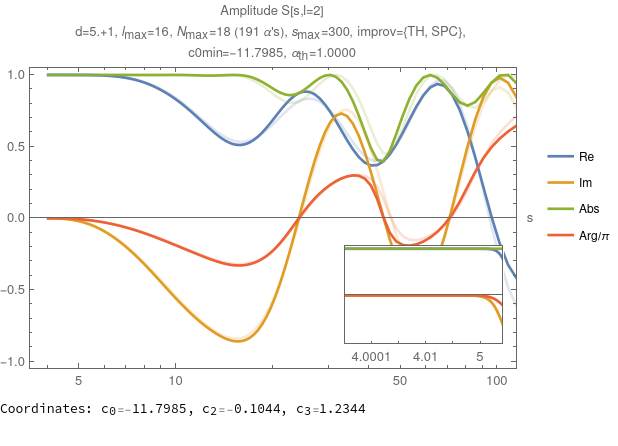 Amplitude S[s,l=2]
d=5.+1, lmax=16, Nmax=18 (191 α's), smax=300, improv={TH, SPC},
c0min=−11.7985, αth=1.0000
1.0
0.5
0.0
−0.5
−1.0
5
10
50
100
s
4.0001
4.01
5
Re
Im
Abs
Arg/π
Coordinates: c0=−11.7985, c2=−0.1044, c3=1.2344